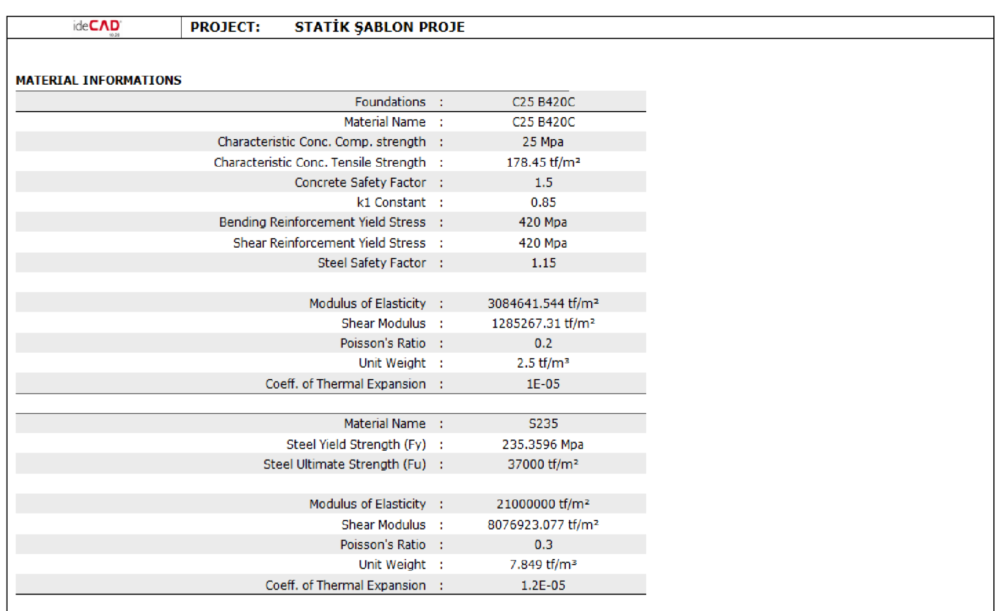 ideCAD PROJECT: STATİK ŞABLON PROJE
10.26
MATERIAL INFORMATIONS
Foundations : C25 B420C
Material Name : C25 B420C
Characteristic Conc. Comp. strength : 25 Mpa
Characteristic Conc. Tensile Strength : 178.45 tf/m²
Concrete Safety Factor : 1.5
k1 Constant : 0.85
Bending Reinforcement Yield Stress : 420 Mpa
Shear Reinforcement Yield Stress : 420 Mpa
Steel Safety Factor : 1.15
Modulus of Elasticity : 3084641.544 tf/m²
Shear Modulus : 1285267.31 tf/m²
Poisson's Ratio : 0.2
Unit Weight : 2.5 tf/m³
Coeff. of Thermal Expansion : 1E-05
Material Name : S235
Steel Yield Strength (Fy) : 235.3596 Mpa
Steel Ultimate Strength (Fu) : 37000 tf/m²
Modulus of Elasticity : 21000000 tf/m²
Shear Modulus : 8076923.077 tf/m²
Poisson's Ratio : 0.3
Unit Weight : 7.849 tf/m³
Coeff. of Thermal Expansion : 1.2E-05